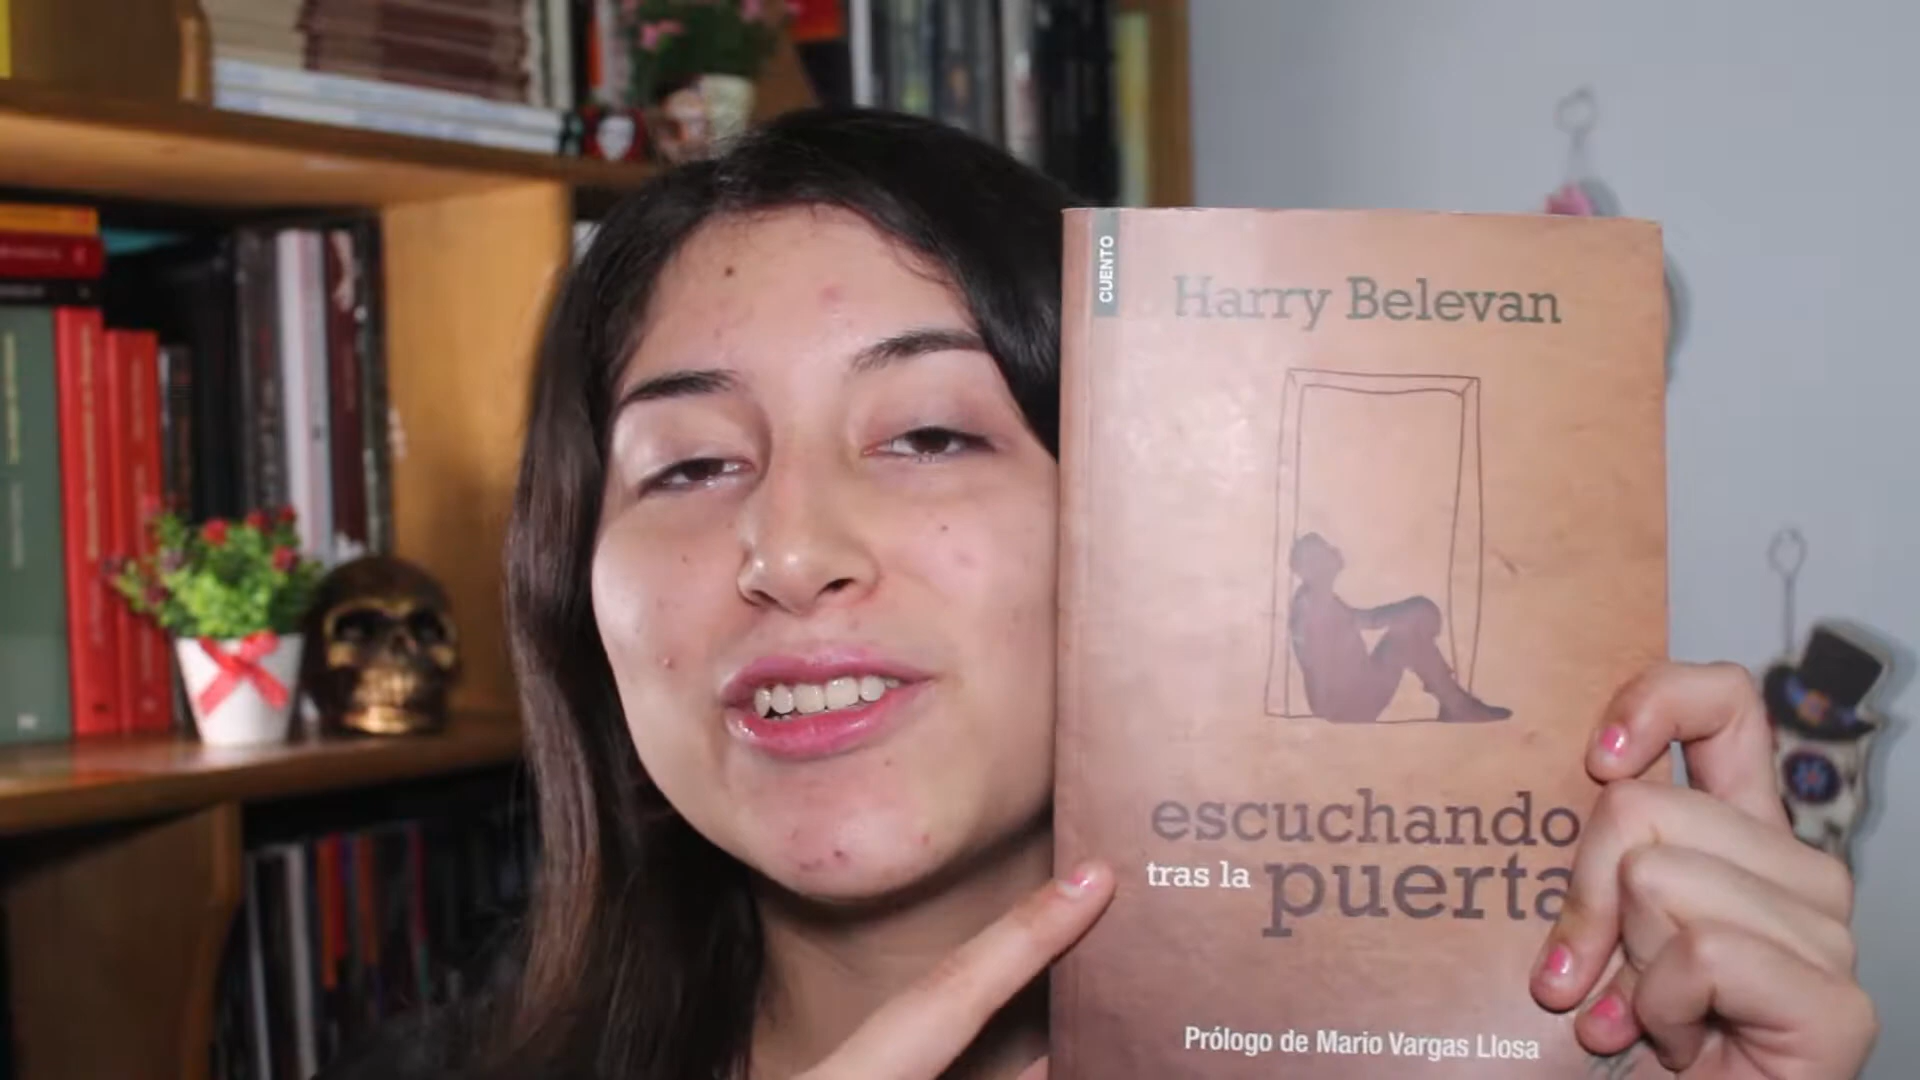 CUENTO
Harry Belevan
escuchando
tras la puerta
Prólogo de Mario Vargas Llosa